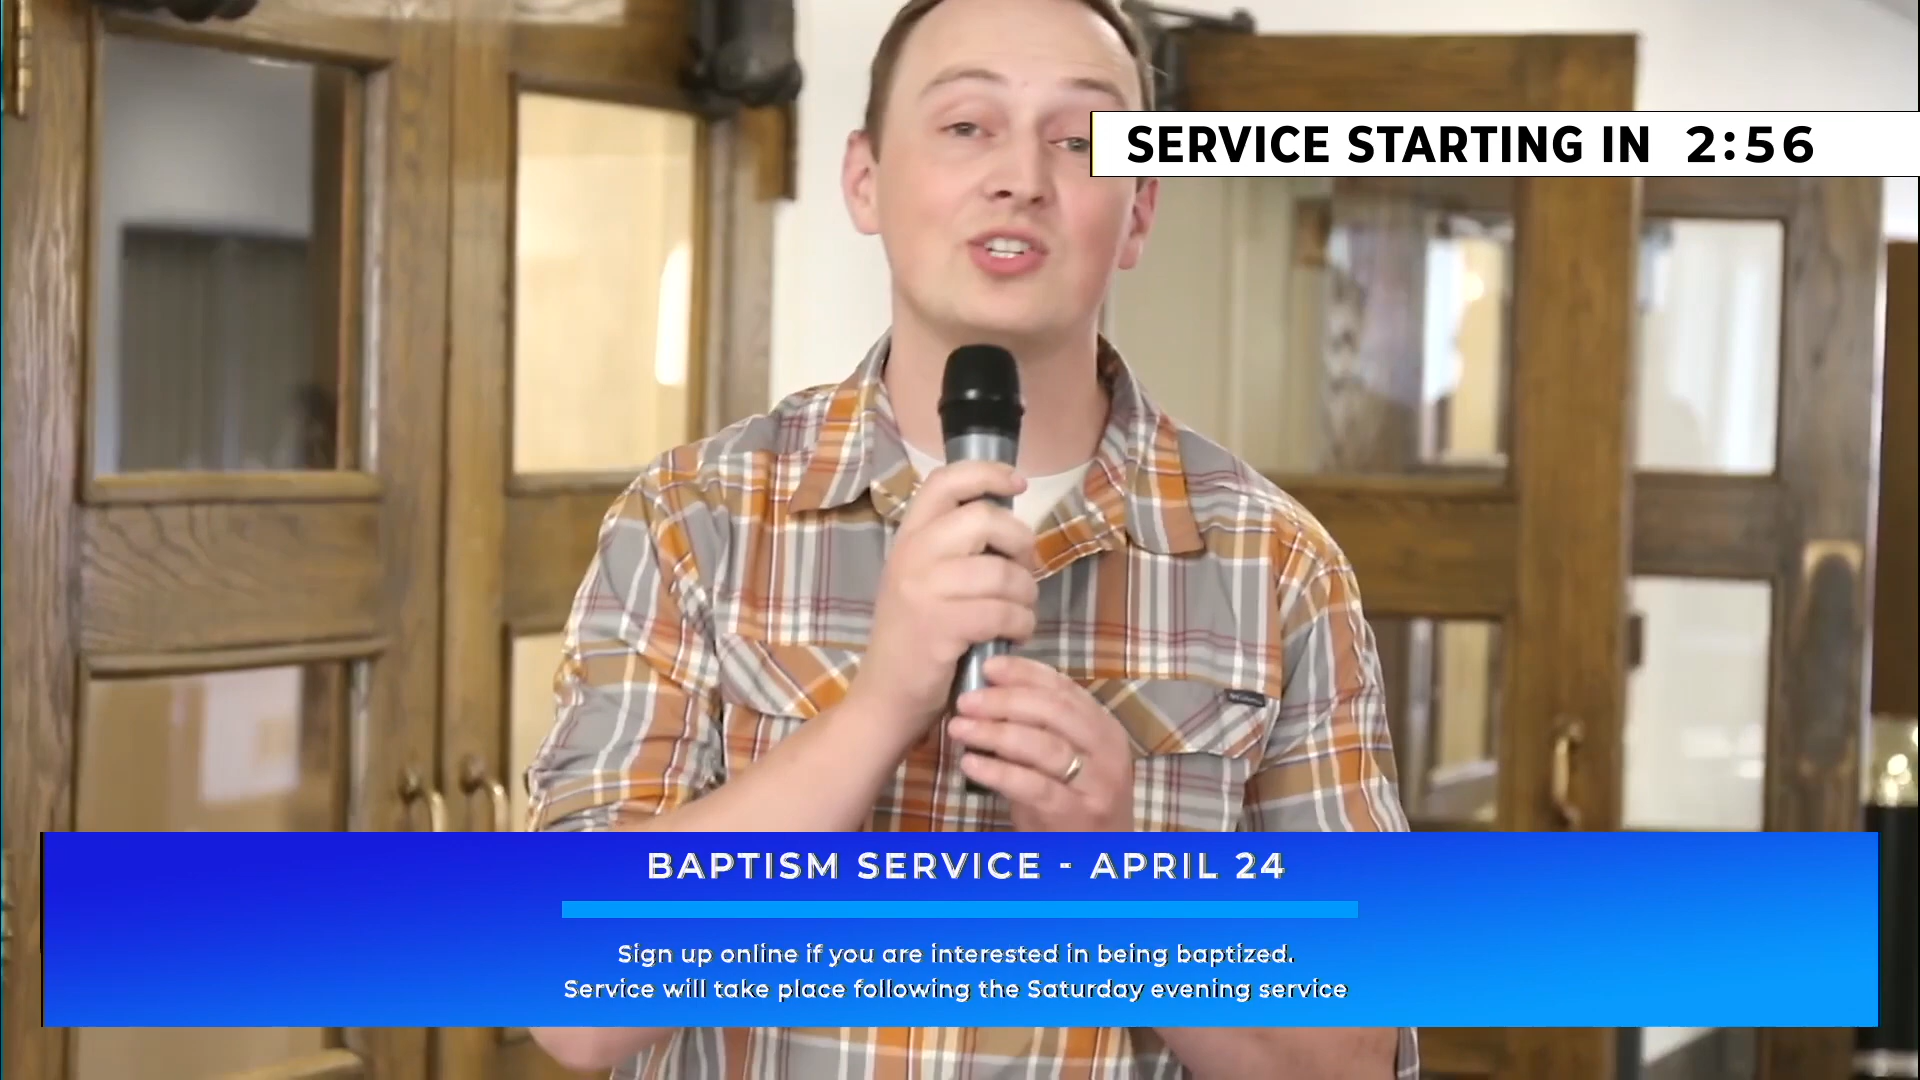 SERVICE STARTING IN 2:56
BAPTISM SERVICE - APRIL 24
Sign up online if you are interested in being baptized.
Service will take place following the Saturday evening service